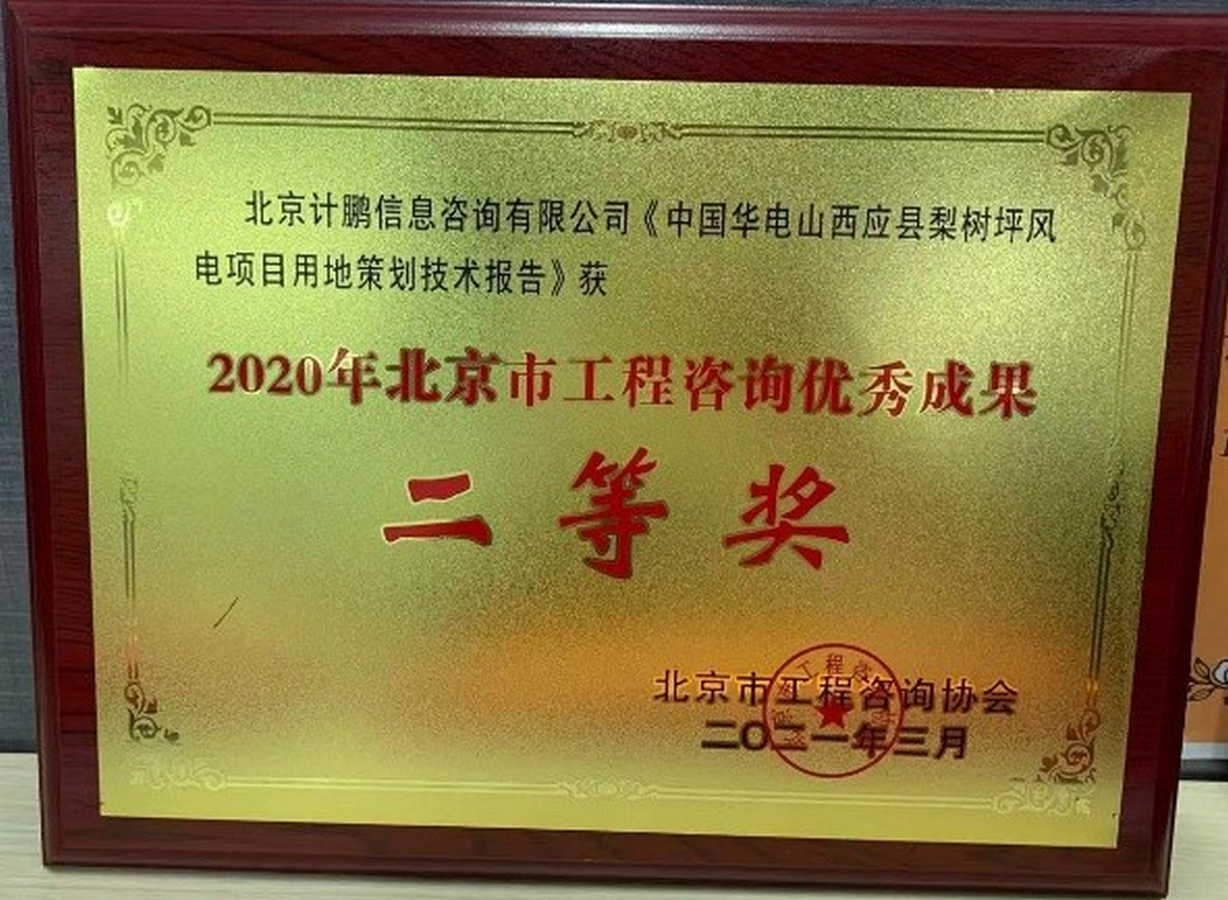 北京计鹏信息咨询有限公司《中国华电山西应县梨树坪风
电项目用地策划技术报告》获
2020年北京市工程咨询优秀成果
二等奖
北京市工程咨询协会
二〇二一年三月